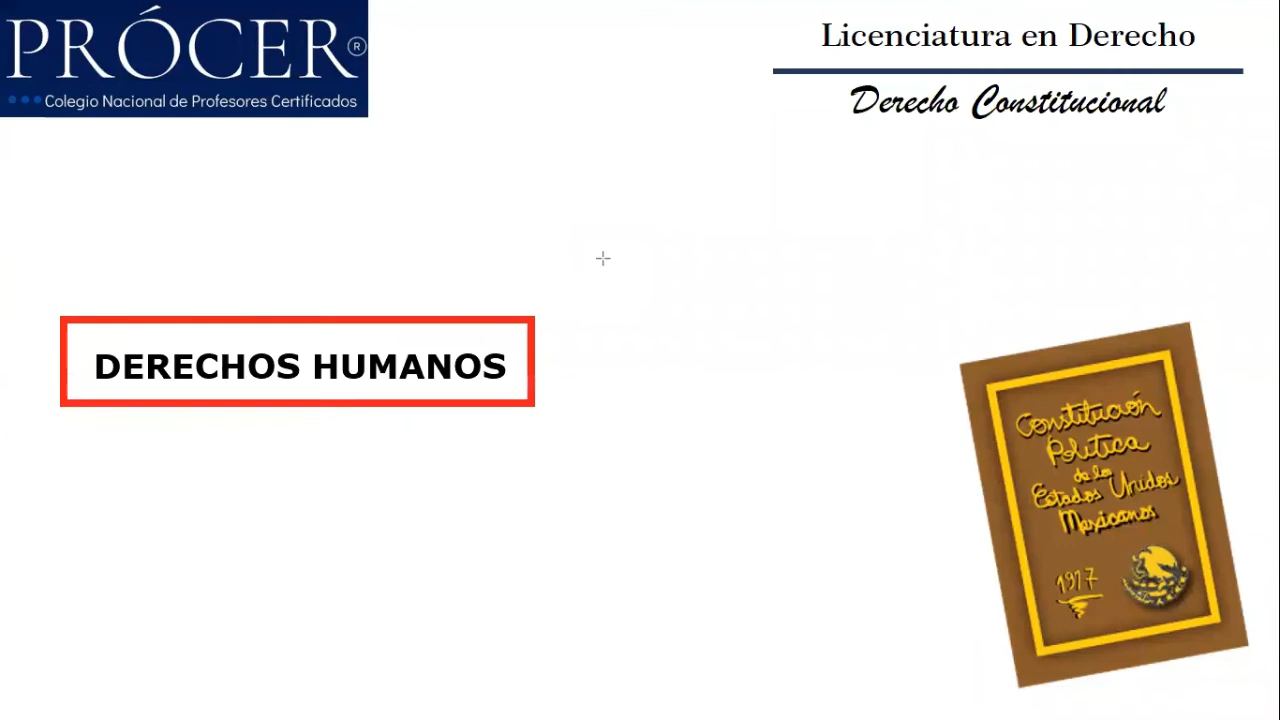 PRÓCER®
Colegio Nacional de Profesores Certificados
Licenciatura en Derecho
Derecho Constitucional
DERECHOS HUMANOS
Constitución
Política
de los
Estados Unidos
Mexicanos
1917